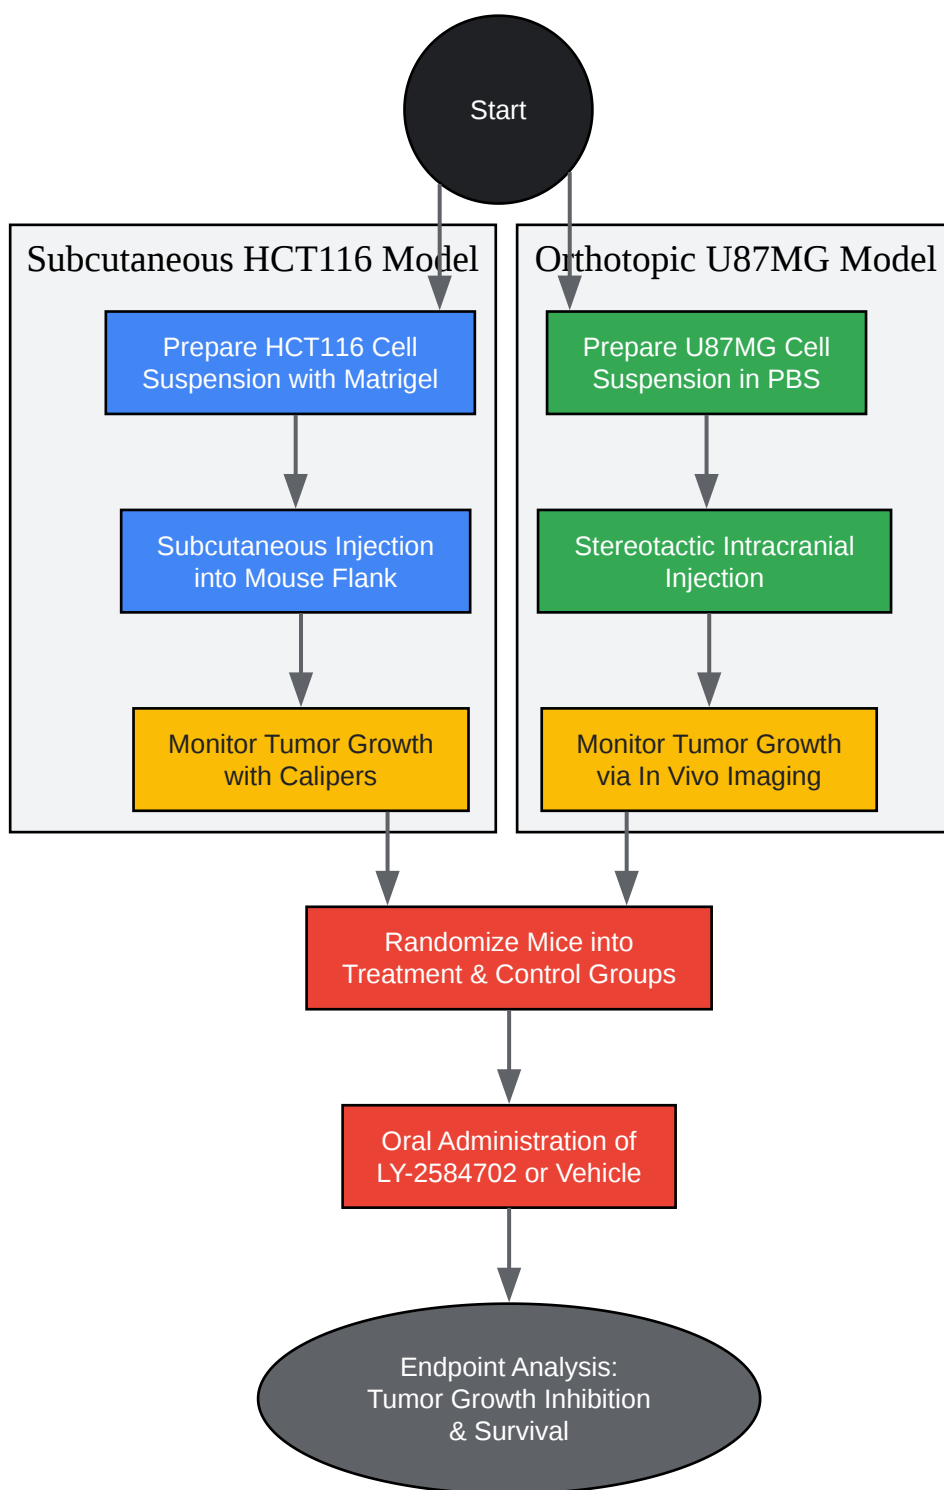 Start
Subcutaneous HCT116 Model
Prepare HCT116 Cell
Suspension with Matrigel
Subcutaneous Injection
into Mouse Flank
Monitor Tumor Growth
with Calipers
Orthotopic U87MG Model
Prepare U87MG Cell
Suspension in PBS
Stereotactic Intracranial
Injection
Monitor Tumor Growth
via In Vivo Imaging
Randomize Mice into
Treatment & Control Groups
Oral Administration of
LY-2584702 or Vehicle
Endpoint Analysis:
Tumor Growth Inhibition
& Survival